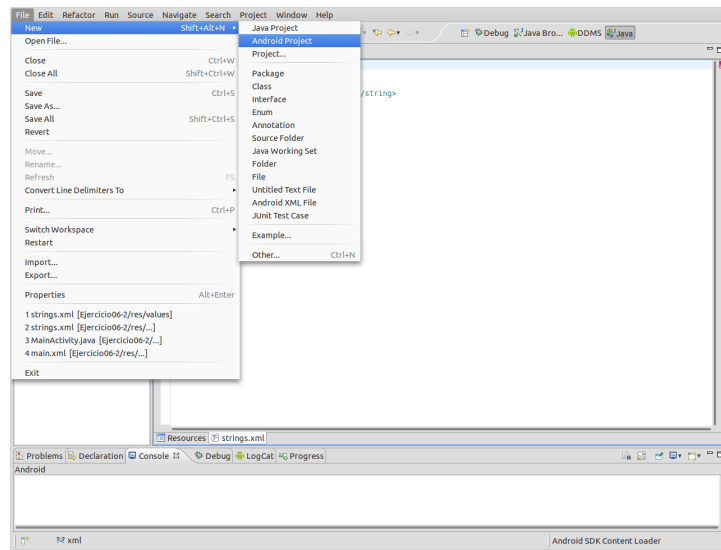 File Edit Refactor Run Source Navigate Search Project Window Help
New Shift+Alt+N
Open File...
Close Ctrl+W
Close All Shift+Ctrl+W
Save Ctrl+S
Save As...
Save All Shift+Ctrl+S
Revert
Move...
Rename...
Refresh F5
Convert Line Delimiters To
Print... Ctrl+P
Switch Workspace
Restart
Import...
Export...
Properties Alt+Enter
1 strings.xml [Ejercicio06-2/res/values]
2 strings.xml [Ejercicio06-2/res/...]
3 MainActivity.java [Ejercicio06-2/...]
4 main.xml [Ejercicio06-2/res/...]
Exit
Java Project
Android Project
Project...
Package
Class
Interface
Enum
Annotation
Source Folder
Java Working Set
Folder
File
Untitled Text File
Android XML File
JUnit Test Case
Example...
Other... Ctrl+N
Debug Java Bro... DDMS Java
/string>
Resources strings.xml
Problems Declaration Console Debug LogCat Progress
Android
?-? xml Android SDK Content Loader